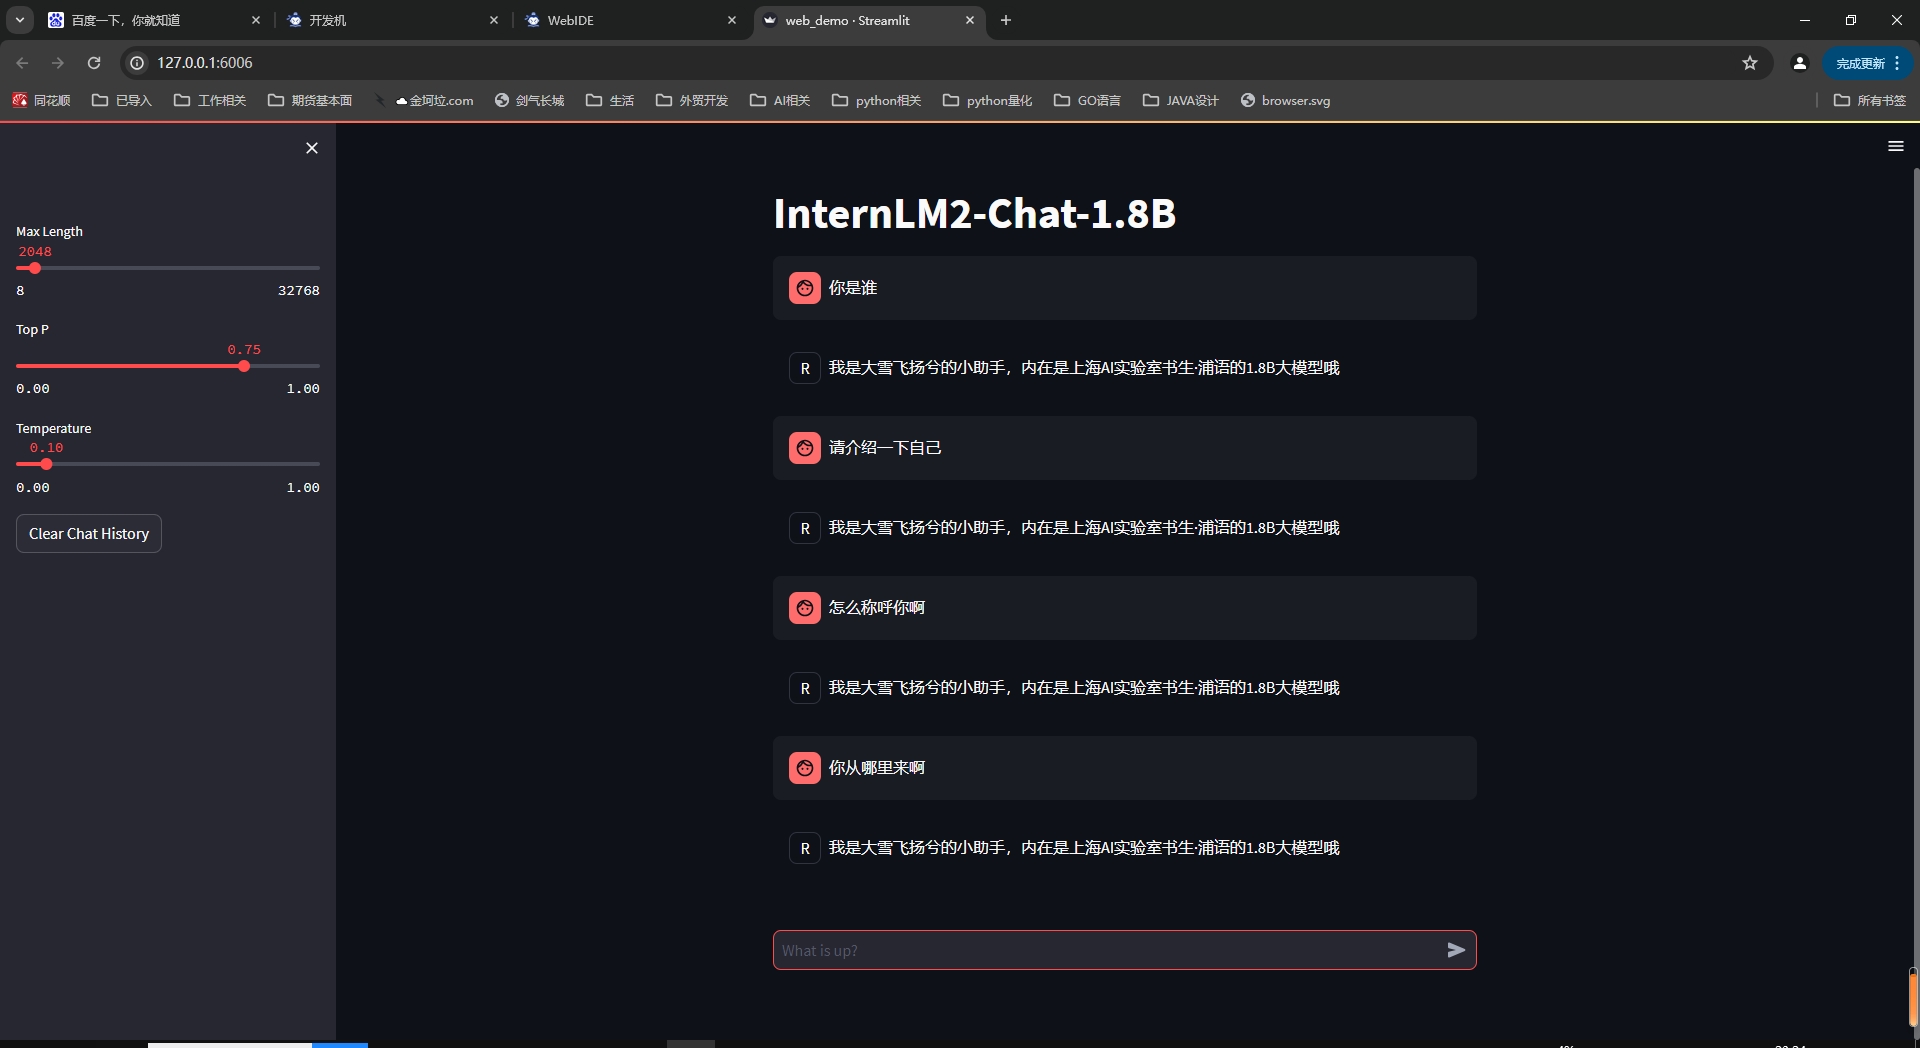 百度一下，你就知道
开发机
WebIDE
web_demo · Streamlit
127.0.0.1:6006
完成更新
同花顺
已导入
工作相关
期货基本面
金坷垃.com
剑气长城
生活
外贸开发
AI相关
python相关
python量化
GO语言
JAVA设计
browser.svg
所有书签
Max Length
2048
8 32768
Top P
0.75
0.00 1.00
Temperature
0.10
0.00 1.00
Clear Chat History
InternLM2-Chat-1.8B
你是谁
R 我是大雪飞扬兮的小助手，内在是上海AI实验室书生·浦语的1.8B大模型哦
请介绍一下自己
R 我是大雪飞扬兮的小助手，内在是上海AI实验室书生·浦语的1.8B大模型哦
怎么称呼你啊
R 我是大雪飞扬兮的小助手，内在是上海AI实验室书生·浦语的1.8B大模型哦
你从哪里来啊
R 我是大雪飞扬兮的小助手，内在是上海AI实验室书生·浦语的1.8B大模型哦
What is up?